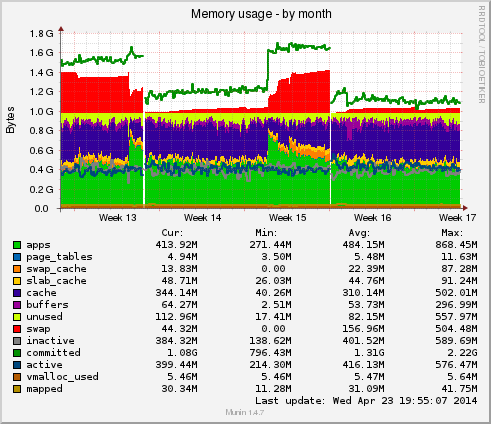 Memory usage - by month
RRDTOOL / TOBI OETIKER
Bytes
1.8 G
1.6 G
1.4 G
1.2 G
1.0 G
0.8 G
0.6 G
0.4 G
0.2 G
0.0
Week 13 Week 14 Week 15 Week 16 Week 17
Cur: Min: Avg: Max:
apps 413.92M 271.44M 484.15M 868.45M
page_tables 4.94M 3.50M 5.48M 11.63M
swap_cache 13.83M 0.00 22.39M 87.28M
slab_cache 48.71M 26.03M 44.76M 91.24M
cache 344.14M 40.26M 310.14M 502.01M
buffers 64.27M 2.51M 53.73M 296.99M
unused 112.96M 17.41M 82.15M 557.97M
swap 44.32M 0.00 156.96M 504.48M
inactive 384.32M 138.62M 401.52M 589.69M
committed 1.08G 796.43M 1.31G 2.22G
active 399.44M 214.30M 416.13M 576.47M
vmalloc_used 5.46M 5.46M 5.47M 5.64M
mapped 30.34M 11.28M 31.09M 41.75M
Last update: Wed Apr 23 19:55:07 2014
Munin 1.4.7